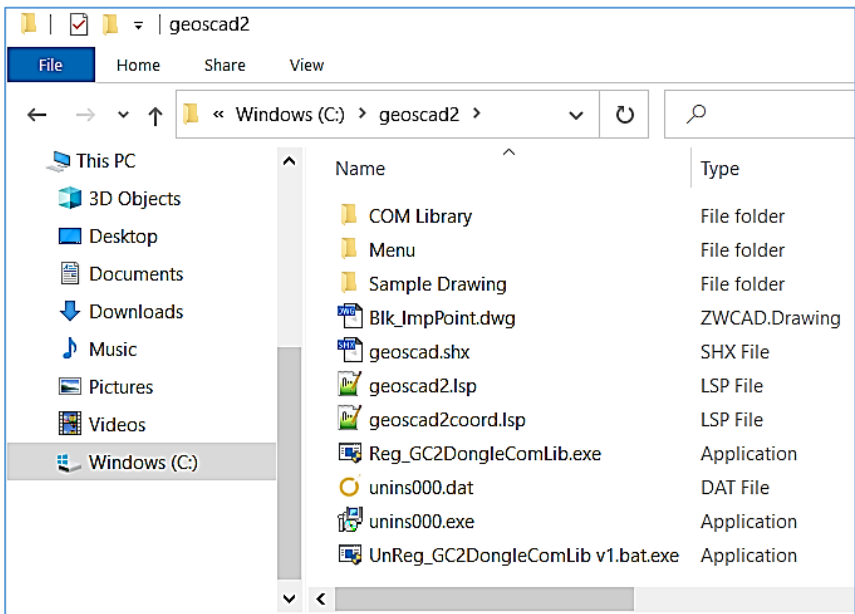 geoscad2
File Home Share View
« Windows (C:) > geoscad2 >
This PC
3D Objects
Desktop
Documents
Downloads
Music
Pictures
Videos
Windows (C:)
Name Type
COM Library File folder
Menu File folder
Sample Drawing File folder
Blk_ImpPoint.dwg ZWCAD.Drawing
geoscad.shx SHX File
geoscad2.lsp LSP File
geoscad2coord.lsp LSP File
Reg_GC2DongleComLib.exe Application
unins000.dat DAT File
unins000.exe Application
UnReg_GC2DongleComLib v1.bat.exe Application